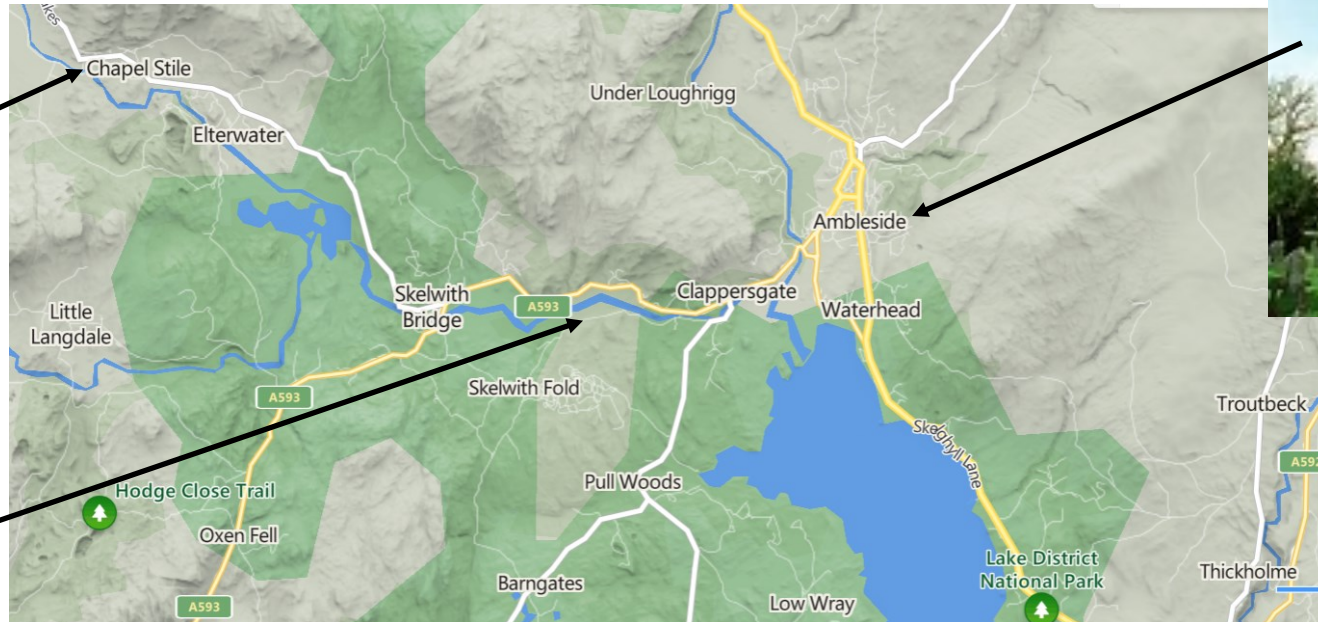 Chapel Stile
Elterwater
Under Loughrigg
Ambleside
Skelwith
Bridge
A593
Clappersgate
Waterhead
Little
Langdale
A593
Skelwith Fold
Troutbeck
Skelghyll Lane
A592
Pull Woods
Hodge Close Trail
Oxen Fell
Barngates
Lake District
National Park
Thickholme
Low Wray
A593